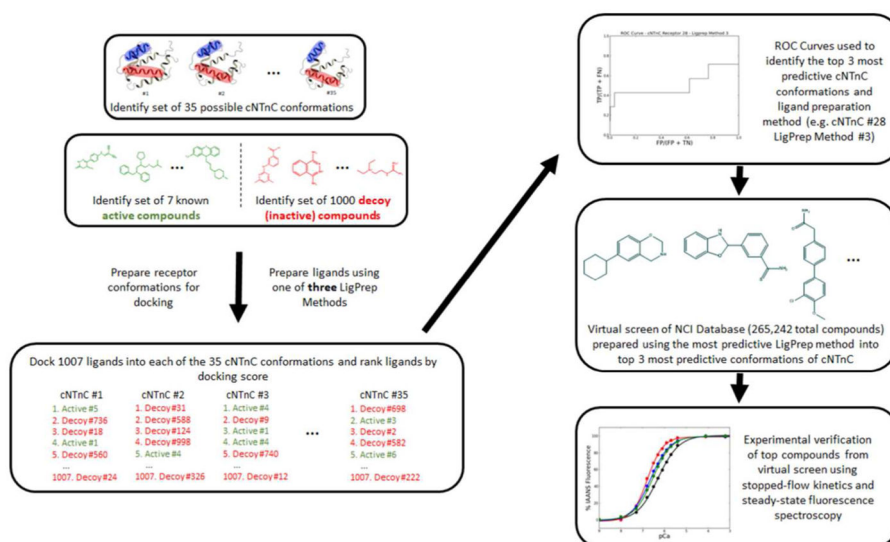 #1
#2
...
#35
Identify set of 35 possible cNTnC conformations
...
...
Identify set of 7 known
active compounds
Identify set of 1000 decoy
(inactive) compounds
Prepare receptor
conformations for
docking
Prepare ligands using
one of three LigPrep
Methods
Dock 1007 ligands into each of the 35 cNTnC conformations and rank ligands by
docking score
cNTnC #1
1. Active #5
2. Decoy#736
3. Decoy#18
4. Active #1
5. Decoy#560
...
1007. Decoy#24
cNTnC #2
1. Decoy#31
2. Decoy#588
3. Decoy#124
4. Decoy#998
5. Active #4
...
1007. Decoy#326
cNTnC #3
1. Active #4
2. Decoy#9
3. Active #1
4. Active #4
5. Decoy#740
...
1007. Decoy#12
...
cNTnC #35
1. Decoy#698
2. Active #3
3. Decoy#2
4. Decoy#582
5. Active #6
...
1007. Decoy#222
ROC Curve - cNTnC Receptor 28 - Ligprep Method 3
TP/(TP + FN)
FP/(FP + TN)
ROC Curves used to
identify the top 3 most
predictive cNTnC
conformations and
ligand preparation
method (e.g. cNTnC #28
LigPrep Method #3)
...
Virtual screen of NCI Database (265,242 total compounds)
prepared using the most predictive LigPrep method into
top 3 most predictive conformations of cNTnC
% IAANS Fluorescence
pCa
Experimental verification
of top compounds from
virtual screen using
stopped-flow kinetics and
steady-state fluorescence
spectroscopy